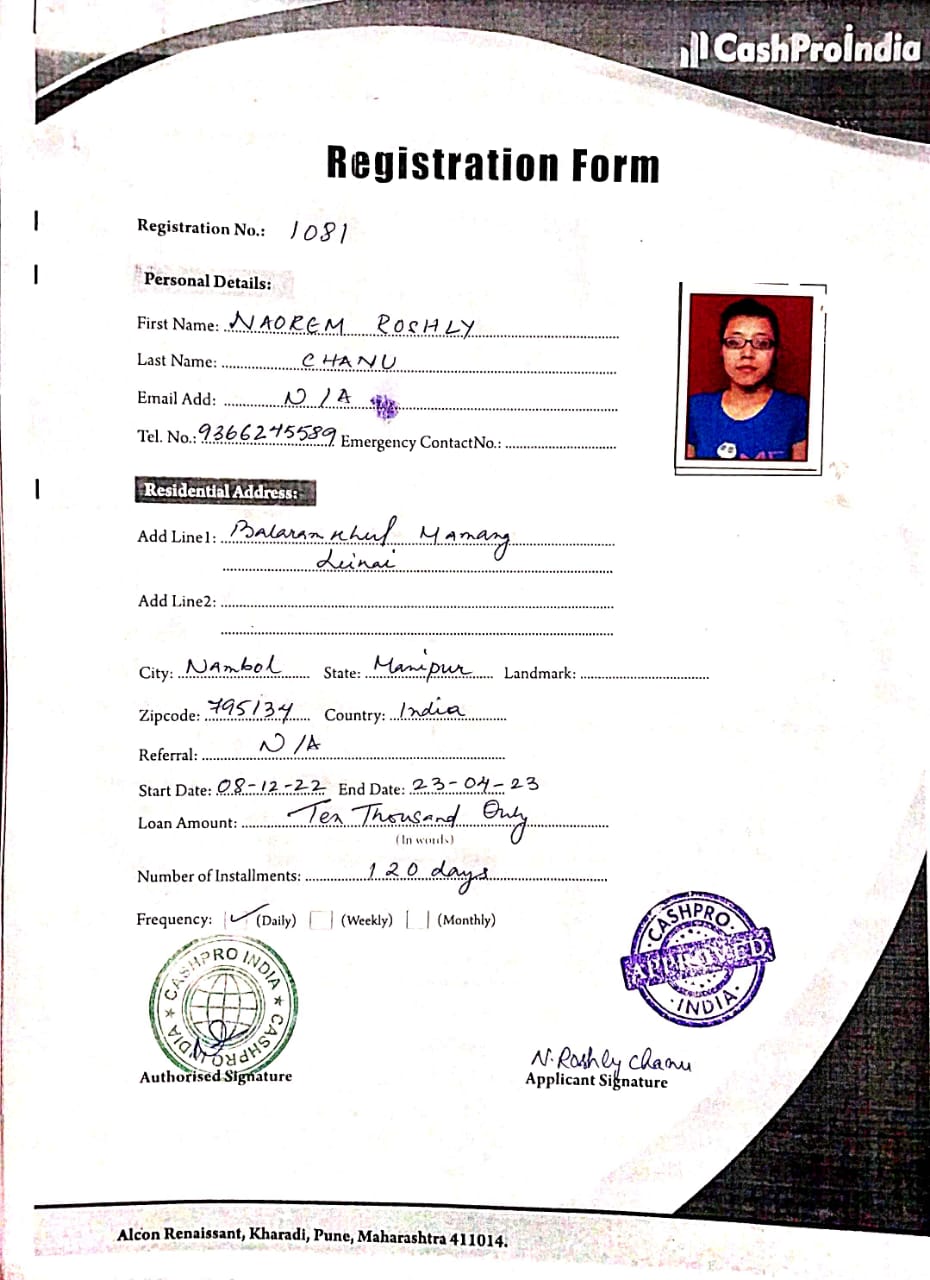 CashProIndia
Registration Form
Registration No.: 1081
Personal Details:
First Name: NAOREM ROSHLY
Last Name: CHANU
Email Add: N/A
Tel. No.: 9366245589 Emergency ContactNo.:
Residential Address:
Add Line1: Balaram Khul Mamang
Leinai
Add Line2:
City: Nambol State: Manipur Landmark:
Zipcode: 795134 Country: India
Referral: N/A
Start Date: 08-12-22 End Date: 23-04-23
Loan Amount: Ten Thousand Only
(In words)
Number of Installments: 120 days
Frequency: ✓ (Daily) (Weekly) (Monthly)
CASHPRO INDIA ★ CASHPRO INDIA ★
CASHPRO
APPROVED
INDIA
N. Roshly Chanu
Authorised Signature
Applicant Signature
Alcon Renaissant, Kharadi, Pune, Maharashtra 411014.